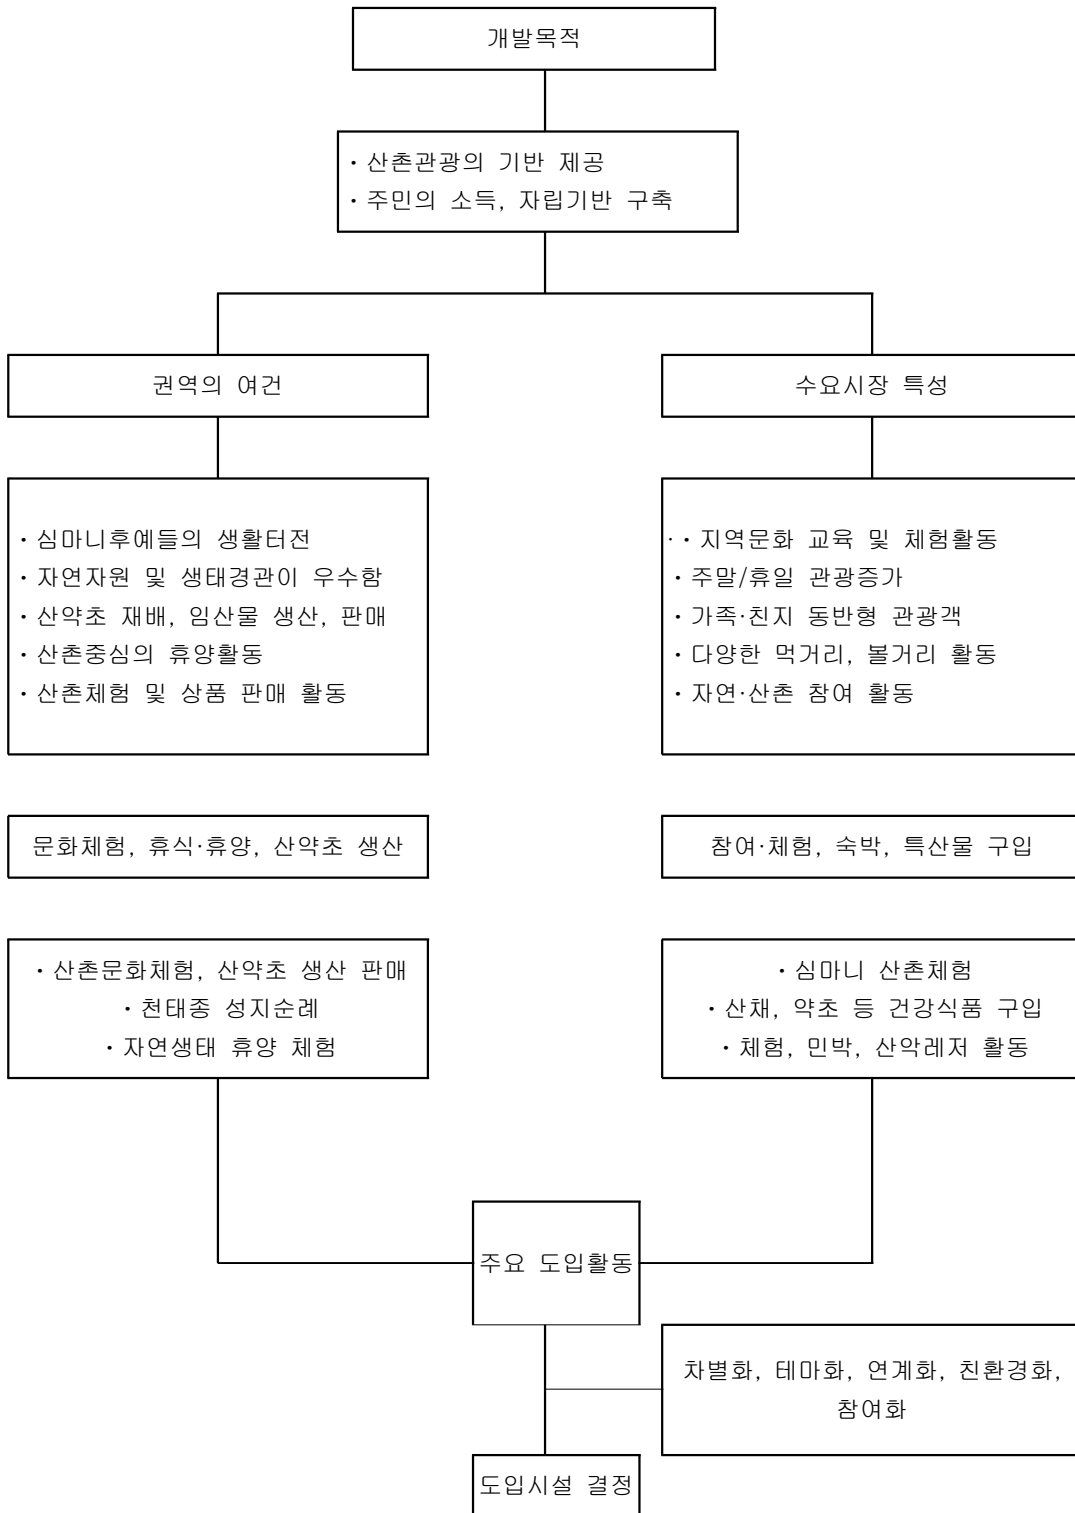 개발목적
・산촌관광의 기반 제공
・주민의 소득, 자립기반 구축
권역의 여건
수요시장 특성
・심마니후예들의 생활터전
・자연자원 및 생태경관이 우수함
・산약초 재배, 임산물 생산, 판매
・산촌중심의 휴양활동
・산촌체험 및 상품 판매 활동
·・지역문화 교육 및 체험활동
・주말/휴일 관광증가
・가족·친지 동반형 관광객
・다양한 먹거리, 볼거리 활동
・자연·산촌 참여 활동
문화체험, 휴식·휴양, 산약초 생산
참여·체험, 숙박, 특산물 구입
・산촌문화체험, 산약초 생산 판매
・천태종 성지순례
・자연생태 휴양 체험
・심마니 산촌체험
・산채, 약초 등 건강식품 구입
・체험, 민박, 산악레저 활동
주요 도입활동
차별화, 테마화, 연계화, 친환경화,
참여화
도입시설 결정